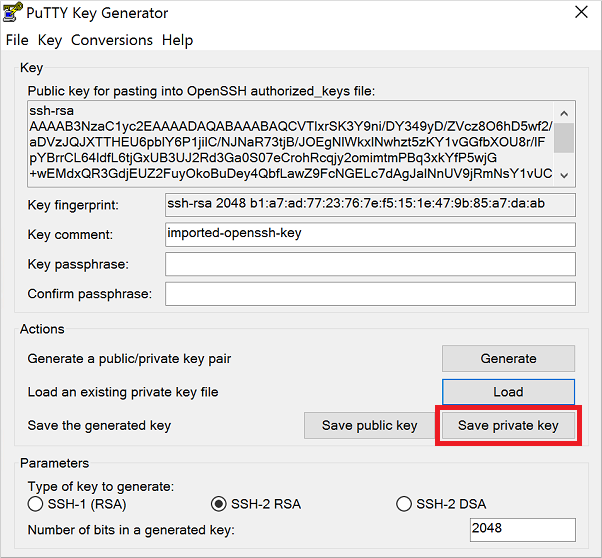 PuTTY Key Generator
File Key Conversions Help
Key
Public key for pasting into OpenSSH authorized_keys file:
ssh-rsa
AAAAB3NzaC1yc2EAAAADAQABAAABAQCVTIxrSK3Y9ni/DY349yD/ZVcz8O6hD5wf2/
aDVzJQJXTTHEU6pblY6P1jilC/NJNaR73tjB/JOEgNIWkxlNwhzt5zKY1vGGfbXOU8r/lF
pYBrrCL64ldfL6tjGxUB3UJ2Rd3Ga0S07eCrohRcqjy2omimtmPBq3xkYfP5wjG
+wEMdxQR3GdjEUZ2FuyOkoBuDey4QbfLawZ9FcNGELc7dAgJalNnUV9jRmNsY1vUC
Key fingerprint: ssh-rsa 2048 b1:a7:ad:77:23:76:7e:f5:15:1e:47:9b:85:a7:da:ab
Key comment: imported-openssh-key
Key passphrase:
Confirm passphrase:
Actions
Generate a public/private key pair Generate
Load an existing private key file Load
Save the generated key Save public key Save private key
Parameters
Type of key to generate:
SSH-1 (RSA) SSH-2 RSA SSH-2 DSA
Number of bits in a generated key: 2048